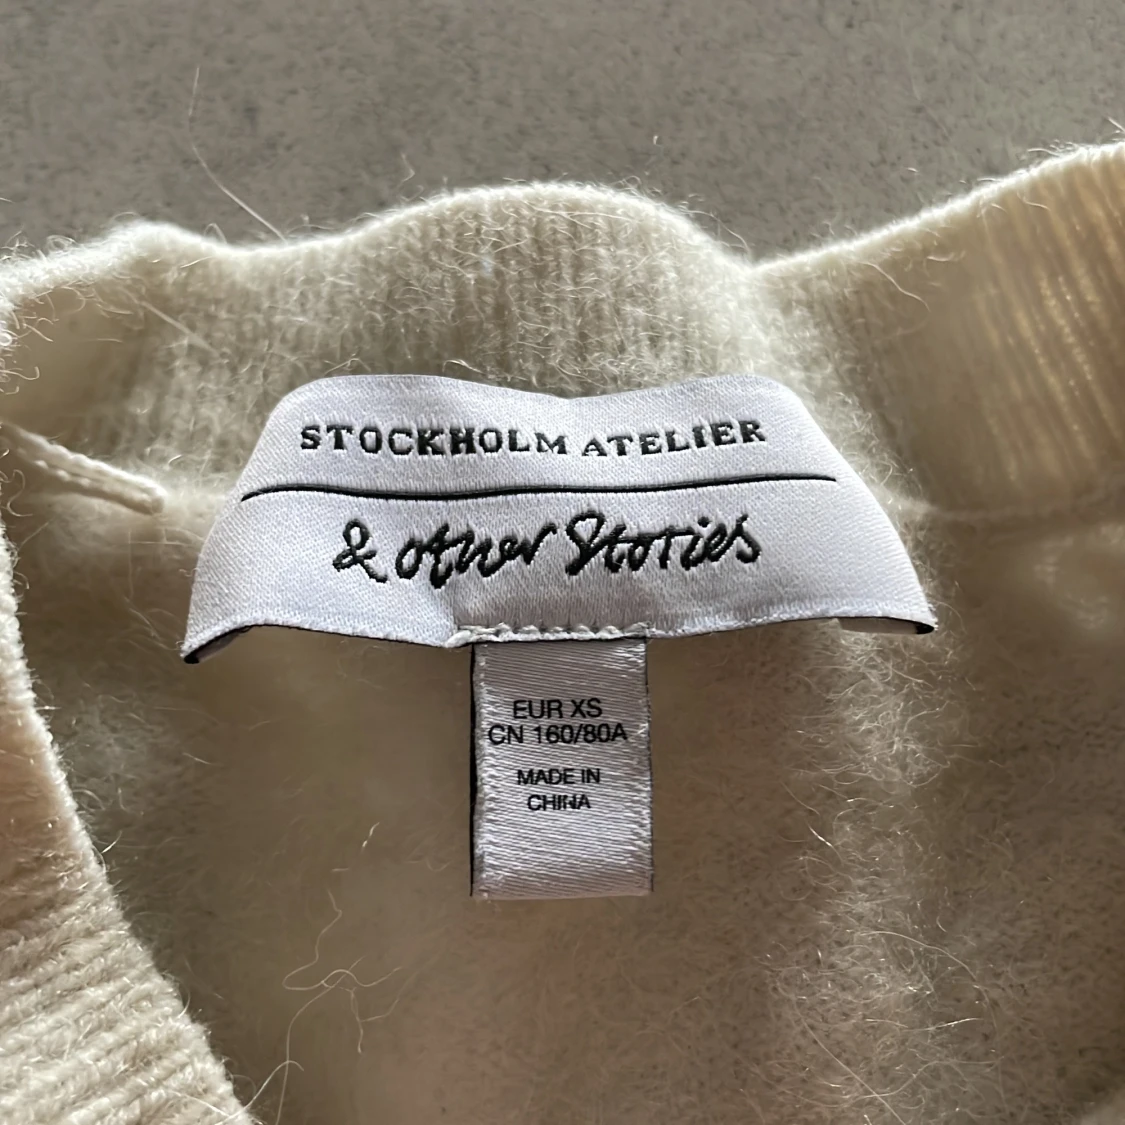 STOCKHOLM ATELIER
& other Stories
EUR XS
CN 160/80A
MADE IN
CHINA